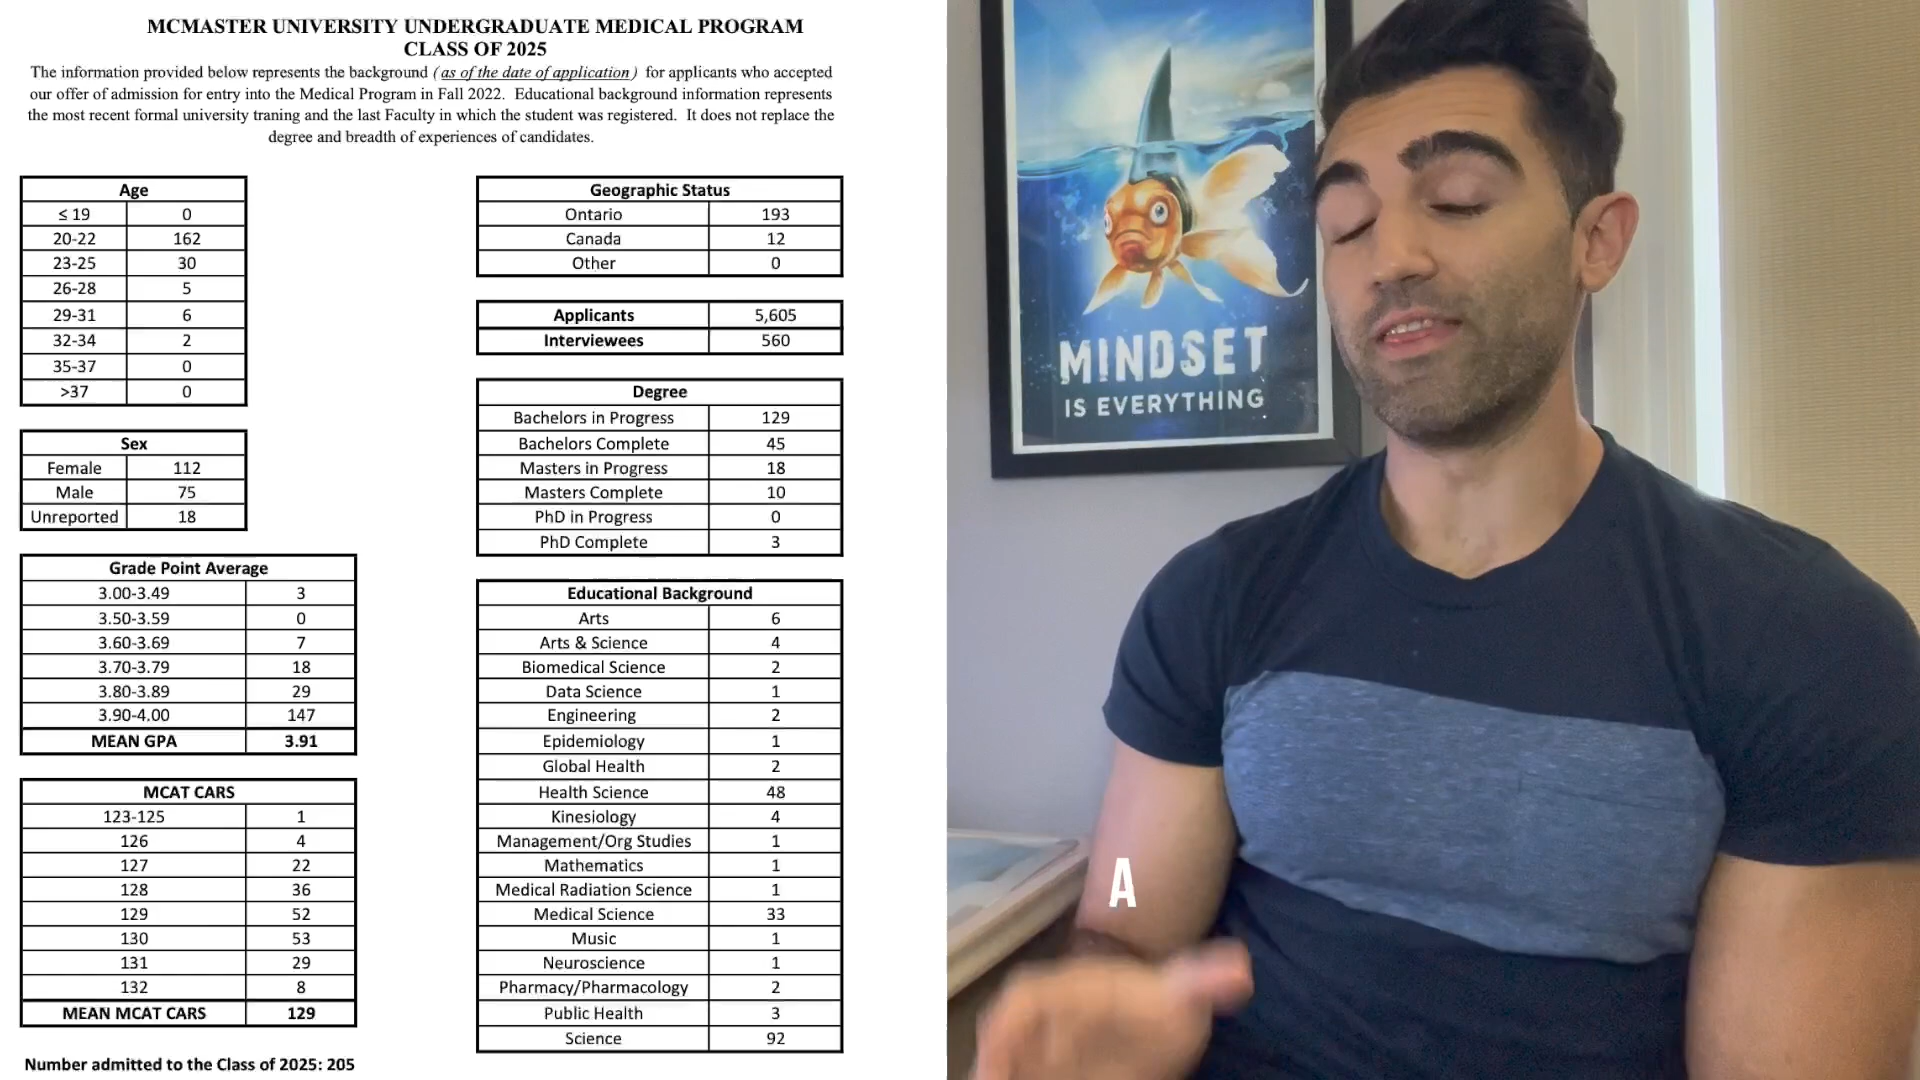 MCMASTER UNIVERSITY UNDERGRADUATE MEDICAL PROGRAM
CLASS OF 2025
The information provided below represents the background (as of the date of application) for applicants who accepted
our offer of admission for entry into the Medical Program in Fall 2022. Educational background information represents
the most recent formal university traning and the last Faculty in which the student was registered. It does not replace the
degree and breadth of experiences of candidates.
Age
≤ 19 0
20-22 162
23-25 30
26-28 5
29-31 6
32-34 2
35-37 0
>37 0
Sex
Female 112
Male 75
Unreported 18
Grade Point Average
3.00-3.49 3
3.50-3.59 0
3.60-3.69 7
3.70-3.79 18
3.80-3.89 29
3.90-4.00 147
MEAN GPA 3.91
MCAT CARS
123-125 1
126 4
127 22
128 36
129 52
130 53
131 29
132 8
MEAN MCAT CARS 129
Number admitted to the Class of 2025: 205
Geographic Status
Ontario 193
Canada 12
Other 0
Applicants 5,605
Interviewees 560
Degree
Bachelors in Progress 129
Bachelors Complete 45
Masters in Progress 18
Masters Complete 10
PhD in Progress 0
PhD Complete 3
Educational Background
Arts 6
Arts & Science 4
Biomedical Science 2
Data Science 1
Engineering 2
Epidemiology 1
Global Health 2
Health Science 48
Kinesiology 4
Management/Org Studies 1
Mathematics 1
Medical Radiation Science 1
Medical Science 33
Music 1
Neuroscience 1
Pharmacy/Pharmacology 2
Public Health 3
Science 92
MINDSET
IS EVERYTHING
A